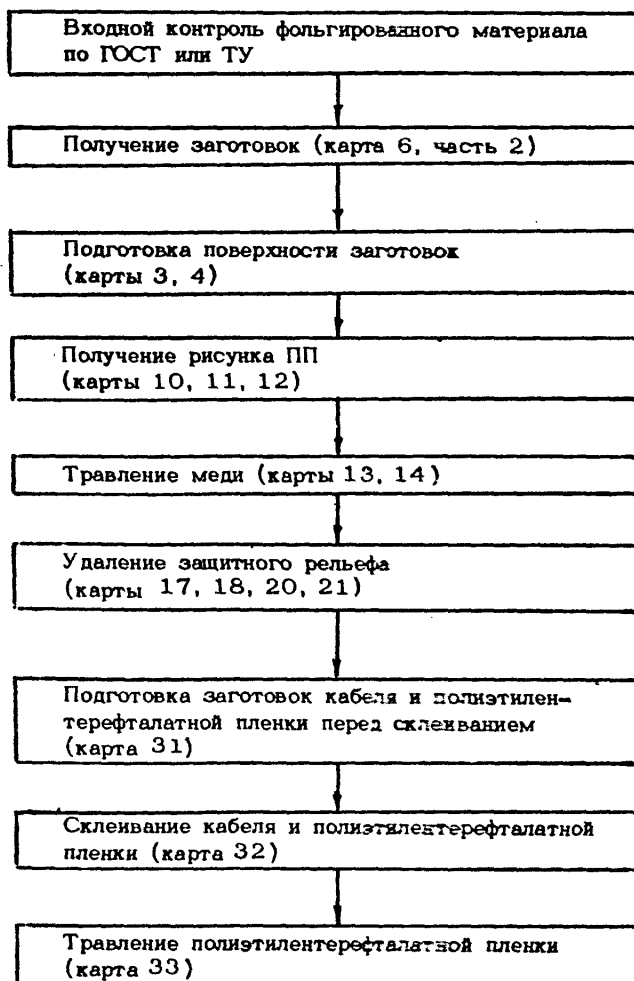 Входной контроль фольгированного материала
по ГОСТ или ТУ
Получение заготовок (карта 6, часть 2)
Подготовка поверхности заготовок
(карты 3, 4)
Получение рисунка ПП
(карты 10, 11, 12)
Травление меди (карты 13, 14)
Удаление защитного рельефа
(карты 17, 18, 20, 21)
Подготовка заготовок кабеля и полиэтилен-
терефталатной пленки перед склеиванием
(карта 31)
Склеивание кабеля и полиэтилентерефталатной
пленки (карта 32)
Травление полиэтилентерефталатной пленки
(карта 33)